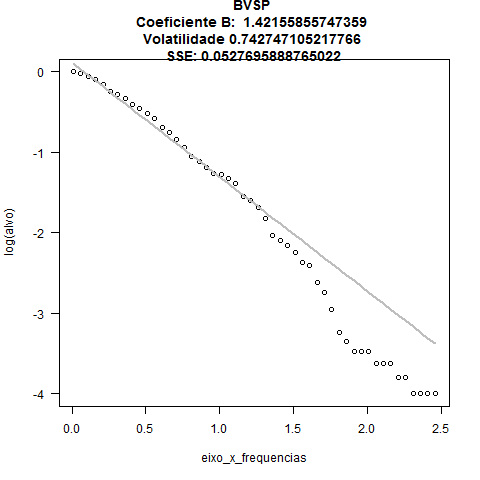 BVSP
Coeficiente B:  1.42155855747359
Volatilidade 0.742747105217766
SSE: 0.0527695888765022
log(alvo)
0
-1
-2
-3
-4
0.0 0.5 1.0 1.5 2.0 2.5
eixo_x_frequencias